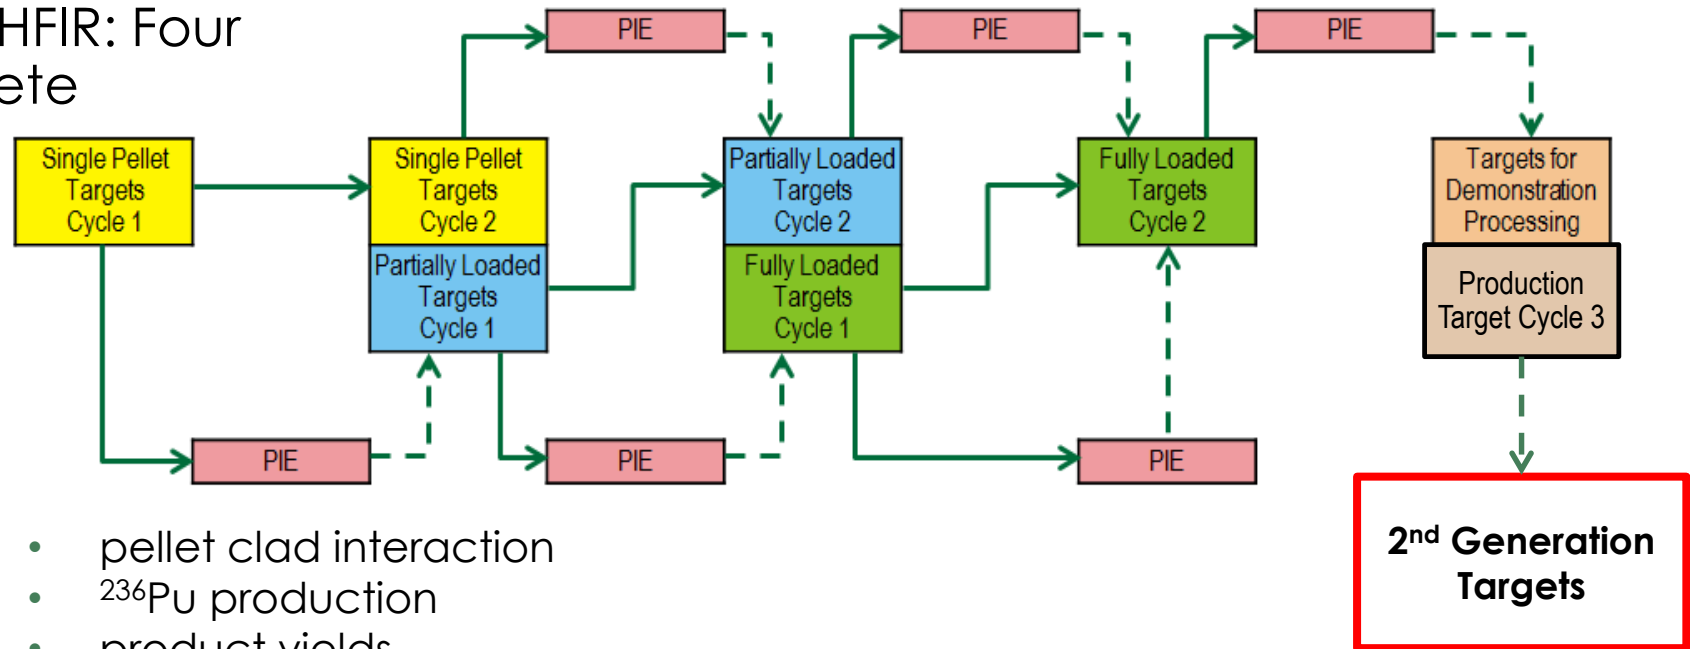 HFIR: Four
ete
PIE
PIE
PIE
Single Pellet
Targets
Cycle 1
Single Pellet
Targets
Cycle 2
Partially Loaded
Targets
Cycle 1
Partially Loaded
Targets
Cycle 2
Fully Loaded
Targets
Cycle 1
Fully Loaded
Targets
Cycle 2
Targets for
Demonstration
Processing
Production
Target Cycle 3
PIE
PIE
PIE
2nd Generation
Targets
• pellet clad interaction
• 236Pu production
• product yields